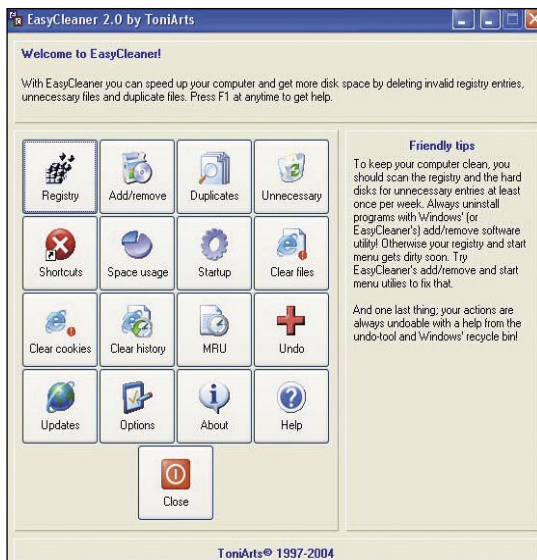 EasyCleaner 2.0 by ToniArts
Welcome to EasyCleaner!
With EasyCleaner you can speed up your computer and get more disk space by deleting invalid registry entries,
unnecessary files and duplicate files. Press F1 at anytime to get help.
Registry
Add/remove
Duplicates
Unnecessary
Shortcuts
Space usage
Startup
Clear files
Clear cookies
Clear history
MRU
Undo
Updates
Options
About
Help
Close
Friendly tips
To keep your computer clean, you
should scan the registry and the hard
disks for unnecessary entries at least
once per week. Always uninstall
programs with Windows' (or
EasyCleaner's) add/remove software
utility! Otherwise your registry and start
menu gets dirty soon. Try
EasyCleaner's add/remove and start
menu utilies to fix that.
And one last thing; your actions are
always undoable with a help from the
undo-tool and Windows' recycle bin!
ToniArts© 1997-2004